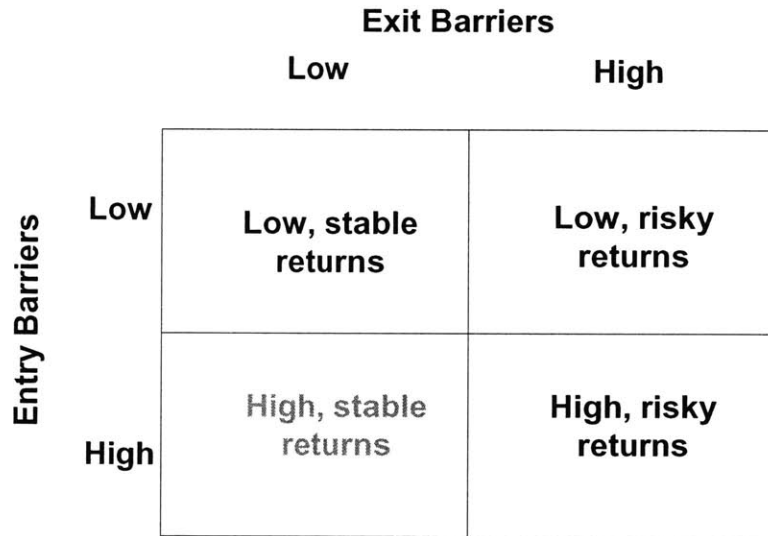 Exit Barriers
Low High
Entry Barriers
Low
Low, stable
returns
Low, risky
returns
High
High, stable
returns
High, risky
returns